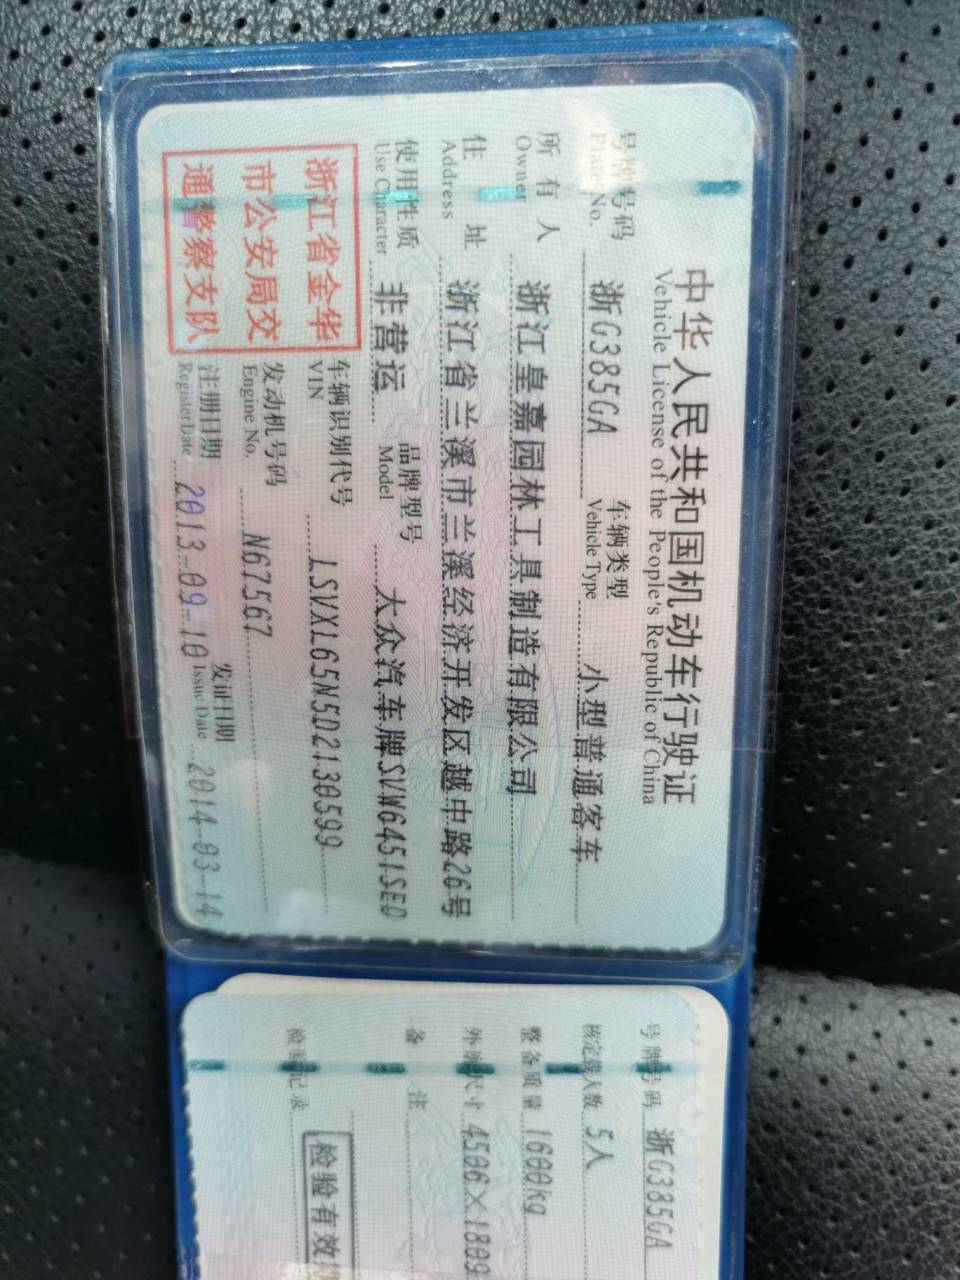 中华人民共和国机动车行驶证
Vehicle License of the People's Republic of China
号牌号码 浙G385GA 车辆类型 小型普通客车
Plate No. Vehicle Type
所有人 浙江皇嘉园林工具制造有限公司
Owner
住址 浙江省兰溪市兰溪经济开发区越中路26号
Address
使用性质 非营运 品牌型号 大众汽车牌SVW6451SED
Use Character Model
浙江省金华
市公安局交
通警察支队
车辆识别代号 LSVXL65N5D2130599
VIN
发动机号码 N67567
Engine No.
注册日期 2013-09-10 发证日期 2014-03-14
Register Date Issue Date
号牌号码 浙G385GA
核定载人数 5人
整备质量 1600kg
外廓尺寸 4506×1809
备注
检验记录
检验有效